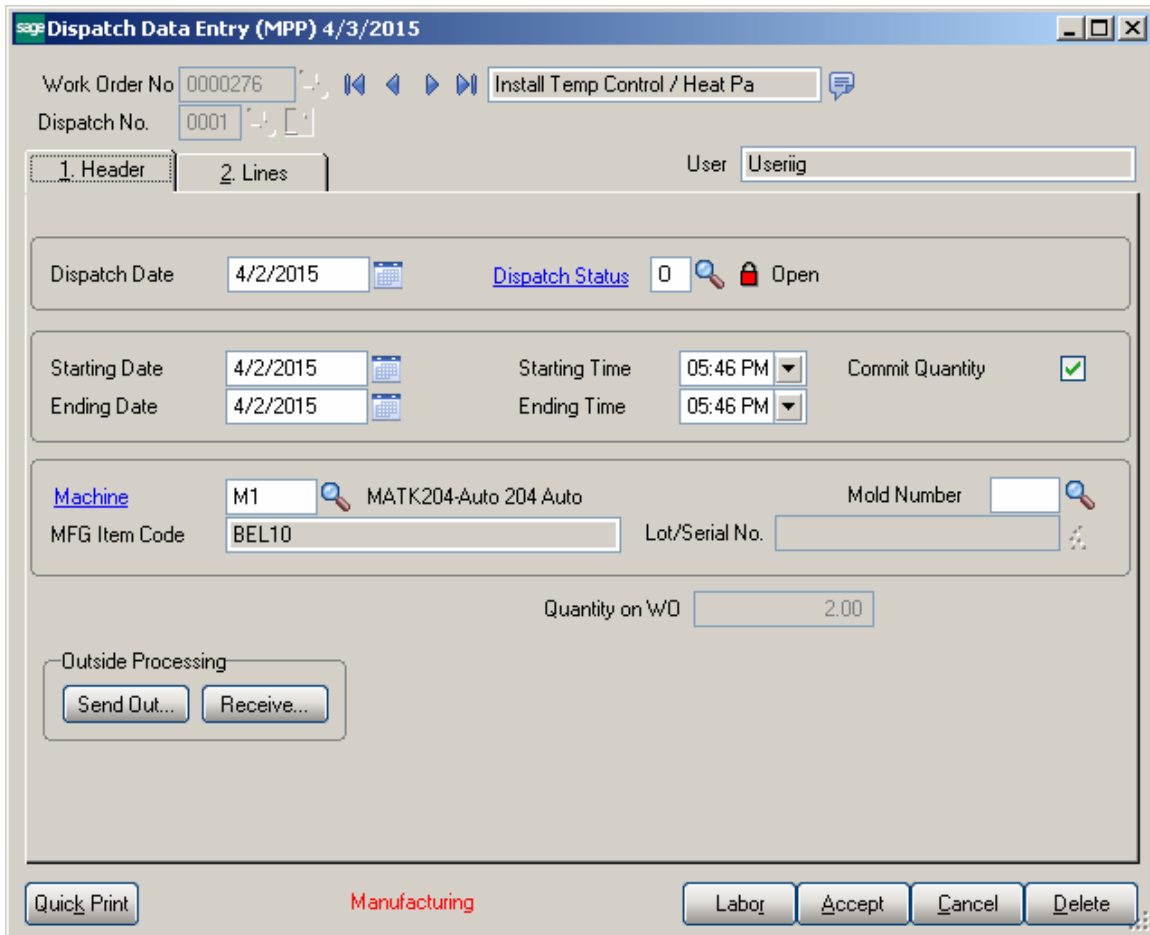 sage Dispatch Data Entry (MPP) 4/3/2015
Work Order No 0000276 Install Temp Control / Heat Pa
Dispatch No. 0001
1. Header 2. Lines User Useriig
Dispatch Date 4/2/2015 Dispatch Status O Open
Starting Date 4/2/2015 Starting Time 05:46 PM Commit Quantity
Ending Date 4/2/2015 Ending Time 05:46 PM
Machine M1 MATK204-Auto 204 Auto Mold Number
MFG Item Code BEL10 Lot/Serial No.
Quantity on WO 2.00
Outside Processing
Send Out... Receive...
Quick Print Manufacturing Labor Accept Cancel Delete